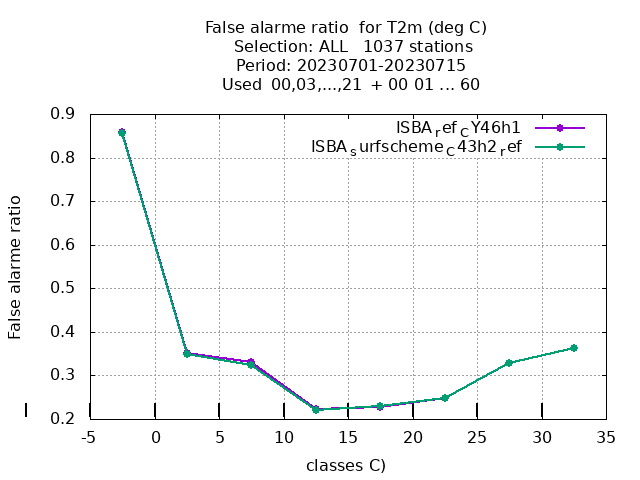 False alarme ratio  for T2m (deg C)
Selection: ALL   1037 stations
Period: 20230701-20230715
Used  00,03,...,21  + 00 01 ... 60
ISBA_ref_CY46h1
ISBA_surfscheme_C43h2_ref
0.9
0.8
0.7
0.6
0.5
0.4
0.3
0.2
False alarme ratio
-5 0 5 10 15 20 25 30 35
classes C)